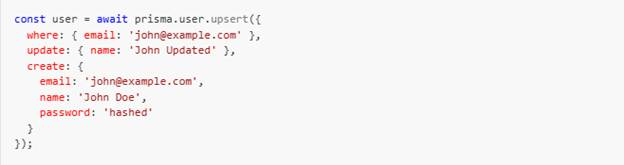 const user = await prisma.user.upsert({
  where: { email: 'john@example.com' },
  update: { name: 'John Updated' },
  create: {
    email: 'john@example.com',
    name: 'John Doe',
    password: 'hashed'
  }
});